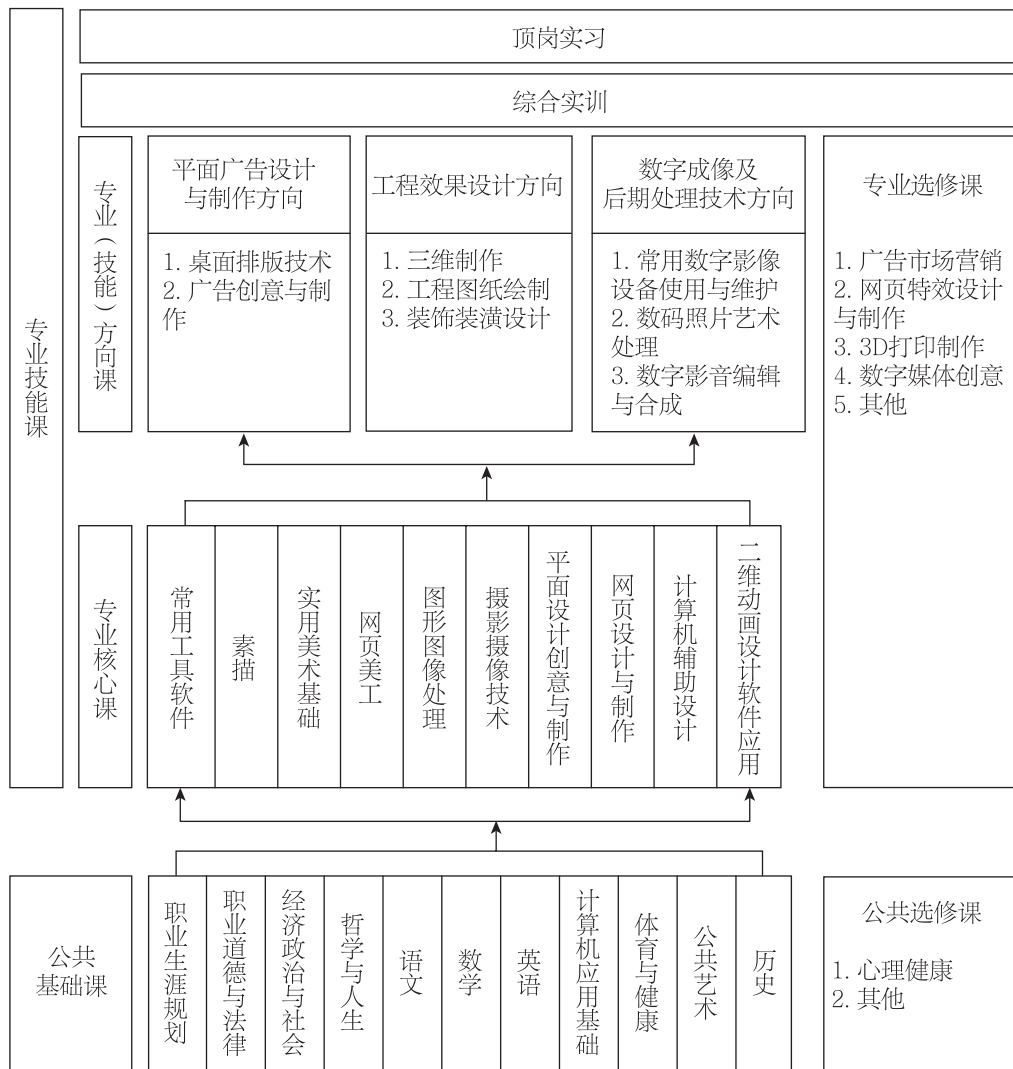 顶岗实习
综合实训
专业技能课
专业（技能）方向课
平面广告设计
与制作方向
1. 桌面排版技术
2. 广告创意与制
作
工程效果设计方向
1. 三维制作
2. 工程图纸绘制
3. 装饰装潢设计
数字成像及
后期处理技术方向
1. 常用数字影像
设备使用与维护
2. 数码照片艺术
处理
3. 数字影音编辑
与合成
专业选修课
1. 广告市场营销
2. 网页特效设计
与制作
3. 3D打印制作
4. 数字媒体创意
5. 其他
专业核心课
常用工具软件
素描
实用美术基础
网页美工
图形图像处理
摄影摄像技术
平面设计创意与制作
网页设计与制作
计算机辅助设计
二维动画设计软件应用
公共
基础课
职业生涯规划
职业道德与法律
经济政治与社会
哲学与人生
语文
数学
英语
计算机应用基础
体育与健康
公共艺术
历史
公共选修课
1. 心理健康
2. 其他